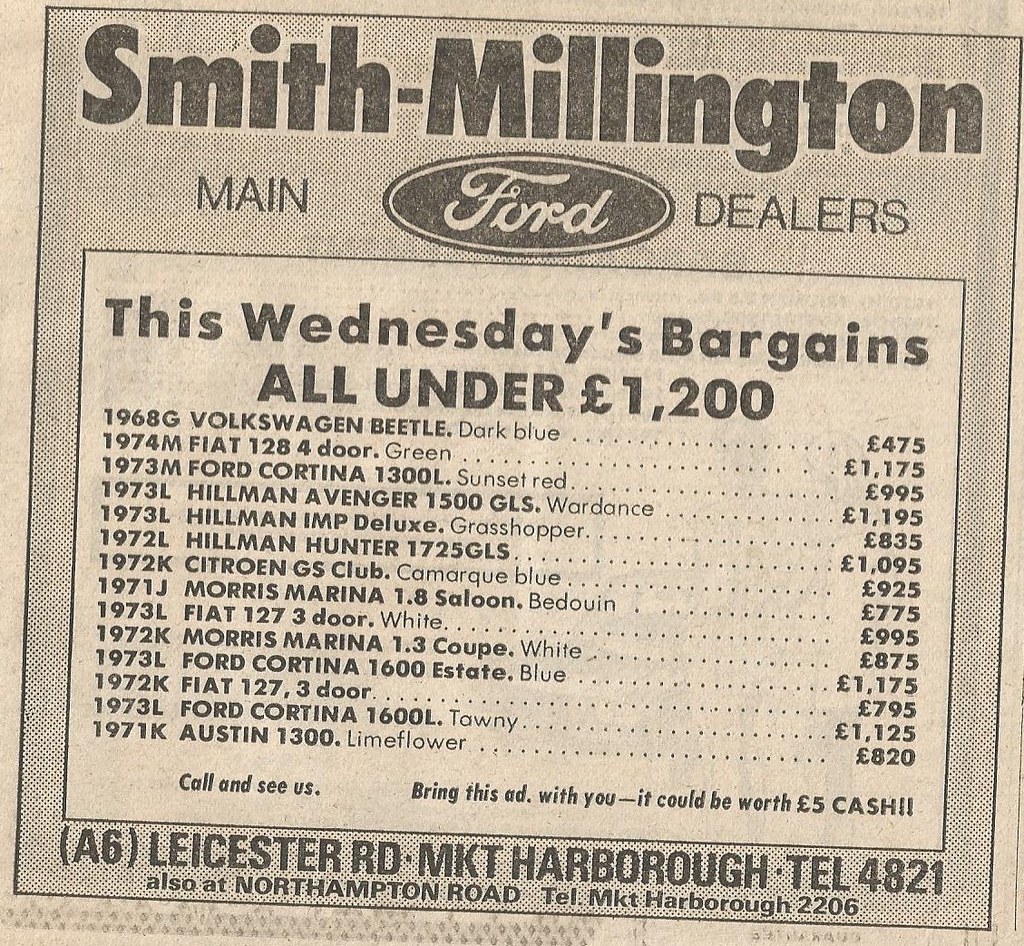 Smith-Millington
MAIN Ford DEALERS
This Wednesday's Bargains
ALL UNDER £1,200
1968G VOLKSWAGEN BEETLE. Dark blue . . . . . . . . . . £475
1974M FIAT 128 4 door. Green . . . . . . . . . . £1,175
1973M FORD CORTINA 1300L. Sunset red . . . . . . . . . . £995
1973L HILLMAN AVENGER 1500 GLS. Wardance . . . . . . . . . . £1,195
1973L HILLMAN IMP Deluxe. Grasshopper . . . . . . . . . . £835
1972L HILLMAN HUNTER 1725GLS . . . . . . . . . . £1,095
1972K CITROEN GS Club. Camarque blue . . . . . . . . . . £925
1971J MORRIS MARINA 1.8 Saloon. Bedouin . . . . . . . . . . £775
1973L FIAT 127 3 door. White . . . . . . . . . . £995
1972K MORRIS MARINA 1.3 Coupe. White . . . . . . . . . . £875
1973L FORD CORTINA 1600 Estate. Blue . . . . . . . . . . £1,175
1972K FIAT 127, 3 door . . . . . . . . . . £795
1973L FORD CORTINA 1600L. Tawny . . . . . . . . . . £1,125
1971K AUSTIN 1300. Limeflower . . . . . . . . . . £820
Call and see us. Bring this ad. with you—it could be worth £5 CASH!!
(A6) LEICESTER RD·MKT HARBOROUGH·TEL 4821
also at NORTHAMPTON ROAD Tel. Mkt Harborough 2206